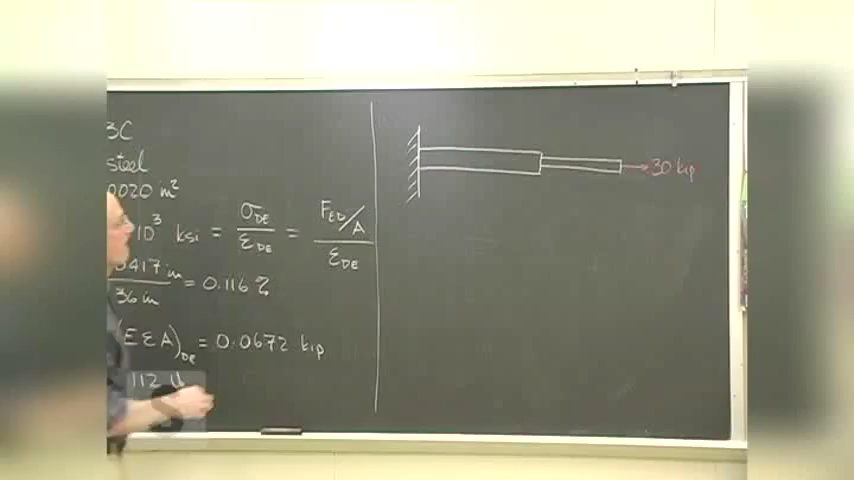 3C
steel
0020 m²
10³ ksi = σDE / εDE = FED/A / εDE
0417 in / 36 in = 0.116 %
(EεA)DE = 0.0672 kip
112
30 kip